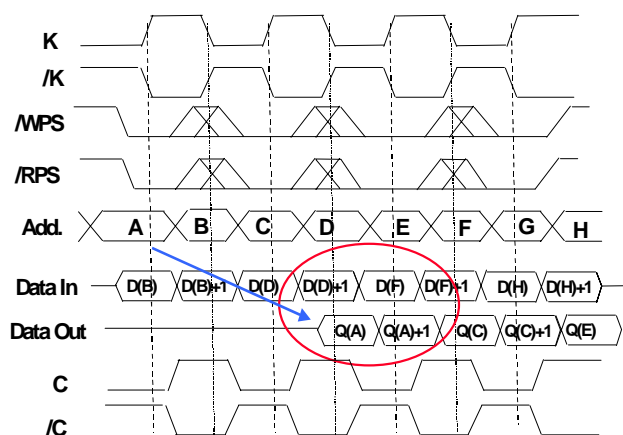 K
/K
/WPS
/RPS
Add. A B C D E F G H
Data In D(B) D(B)+1 D(D) D(D)+1 D(F) D(F)+1 D(H) D(H)+1
Data Out Q(A) Q(A)+1 Q(C) Q(C)+1 Q(E)
C
/C